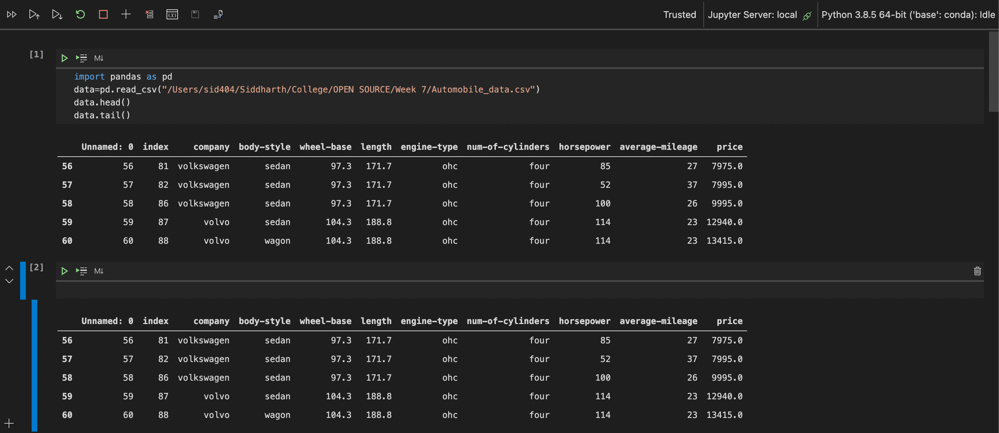 Trusted Jupyter Server: local Python 3.8.5 64-bit ('base': conda): Idle
[1]
M↓
import pandas as pd
data=pd.read_csv("/Users/sid404/Siddharth/College/OPEN SOURCE/Week 7/Automobile_data.csv")
data.head()
data.tail()
Unnamed: 0 index company body-style wheel-base length engine-type num-of-cylinders horsepower average-mileage price
56 56 81 volkswagen sedan 97.3 171.7 ohc four 85 27 7975.0
57 57 82 volkswagen sedan 97.3 171.7 ohc four 52 37 7995.0
58 58 86 volkswagen sedan 97.3 171.7 ohc four 100 26 9995.0
59 59 87 volvo sedan 104.3 188.8 ohc four 114 23 12940.0
60 60 88 volvo wagon 104.3 188.8 ohc four 114 23 13415.0
[2]
M↓
Unnamed: 0 index company body-style wheel-base length engine-type num-of-cylinders horsepower average-mileage price
56 56 81 volkswagen sedan 97.3 171.7 ohc four 85 27 7975.0
57 57 82 volkswagen sedan 97.3 171.7 ohc four 52 37 7995.0
58 58 86 volkswagen sedan 97.3 171.7 ohc four 100 26 9995.0
59 59 87 volvo sedan 104.3 188.8 ohc four 114 23 12940.0
60 60 88 volvo wagon 104.3 188.8 ohc four 114 23 13415.0